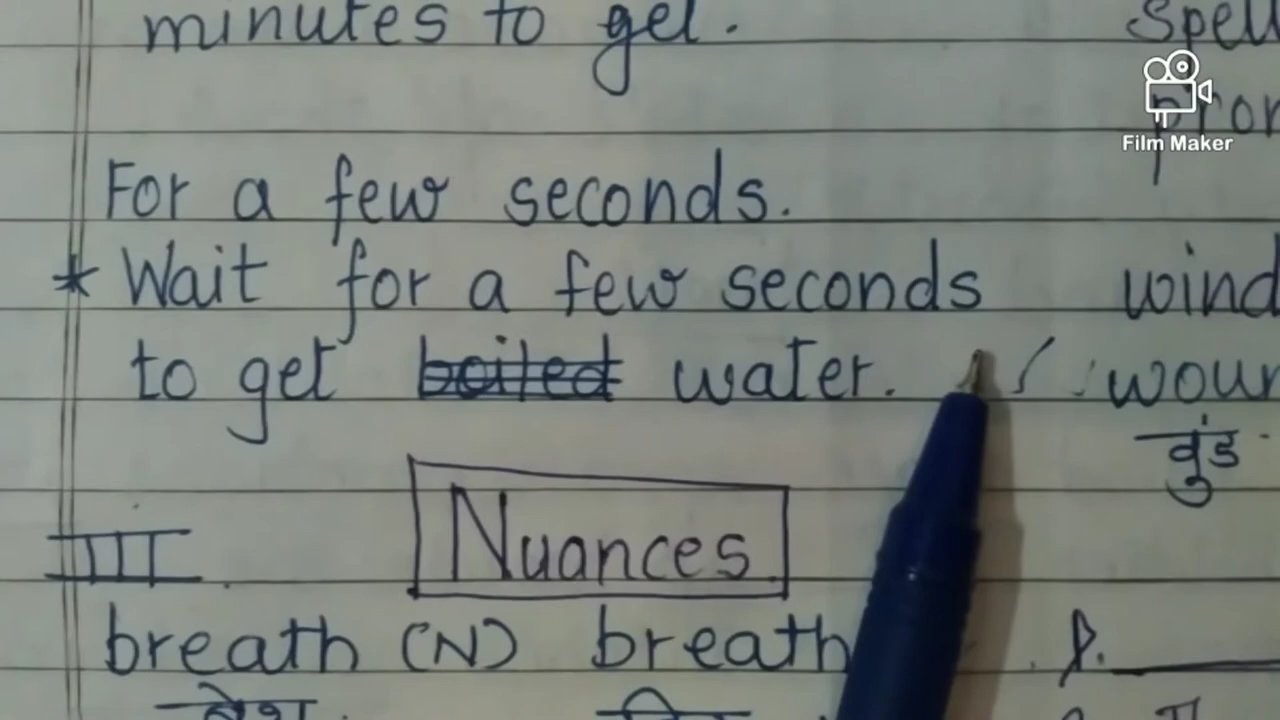 minutes to get.
Spell
Film Maker
For a few seconds.
* Wait for a few seconds
wind
to get boiled water.
वुंड
Nuances
III
breath (N) breath